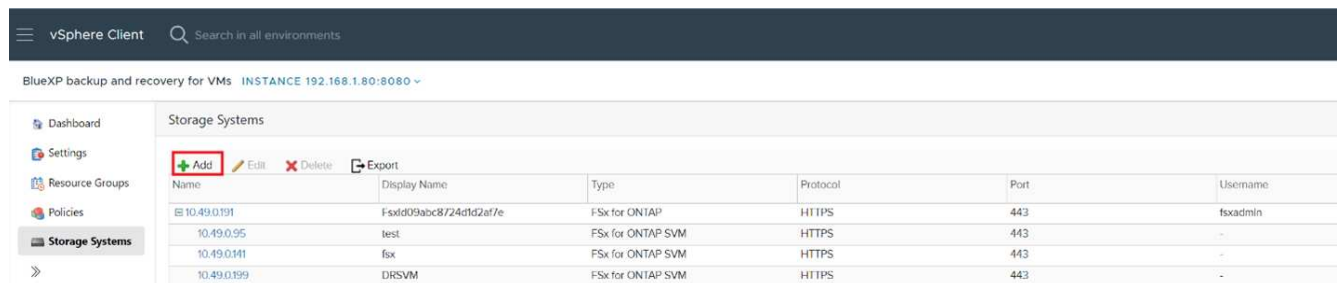 vSphere Client Search in all environments
BlueXP backup and recovery for VMs INSTANCE 192.168.1.80:8080
Dashboard
Settings
Resource Groups
Policies
Storage Systems
Storage Systems
Add Edit Delete Export
Name Display Name Type Protocol Port Username
10.49.0.191 FsxId09abc8724d1d2af7e FSx for ONTAP HTTPS 443 fsxadmin
10.49.0.95 test FSx for ONTAP SVM HTTPS 443 -
10.49.0.141 fsx FSx for ONTAP SVM HTTPS 443 -
10.49.0.199 DRSVM FSx for ONTAP SVM HTTPS 443 -